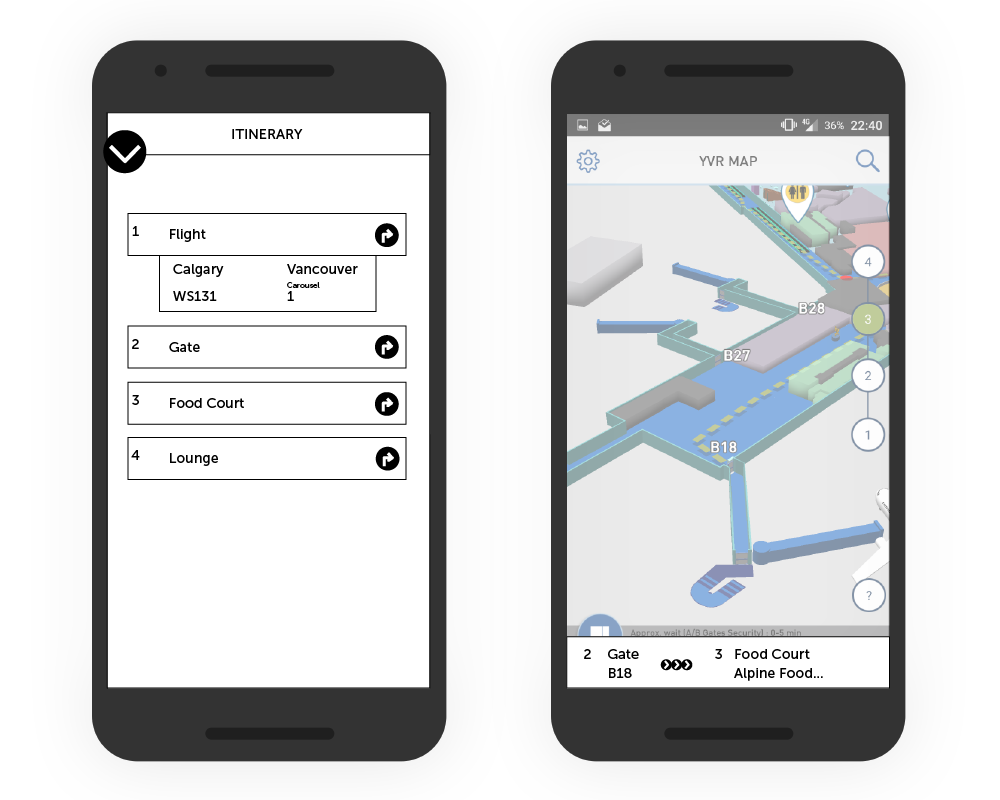 ITINERARY
1 Flight
Calgary Vancouver
Carousel
WS131 1
2 Gate
3 Food Court
4 Lounge
4G 36% 22:40
YVR MAP
4
B28
3
B27
2
1
B18
?
Approx. wait (A/B Gates Security) : 0-5 min
2 Gate 3 Food Court
B18 Alpine Food...